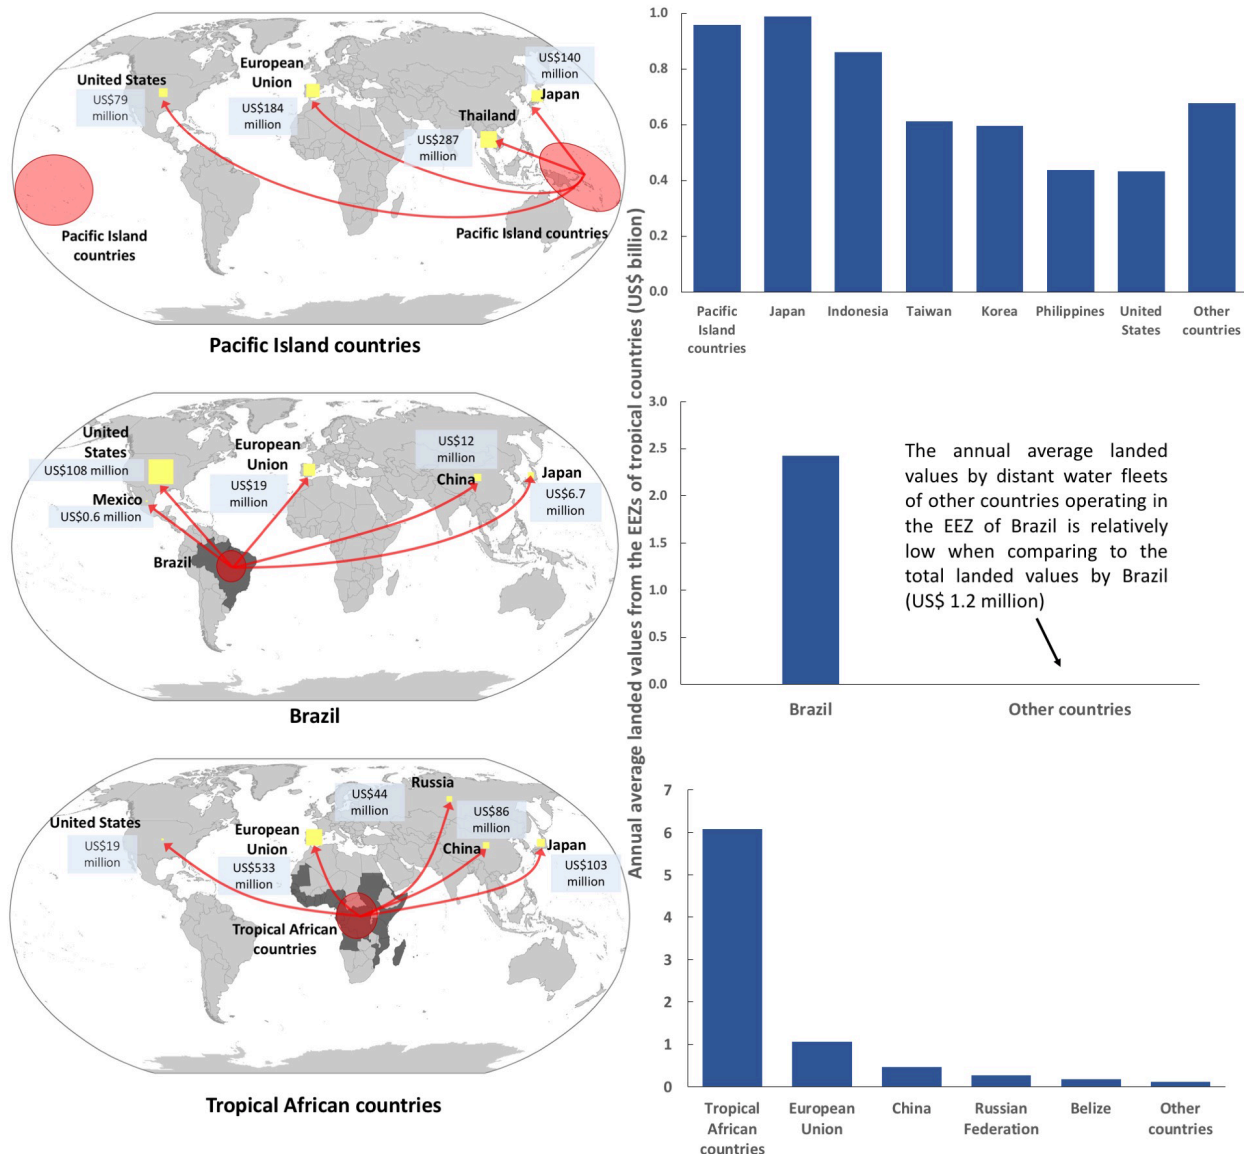 United States
US$79
million
European
Union
US$184
million
US$140
million
Japan
Thailand
US$287
million
Pacific Island
countries
Pacific Island countries
Pacific Island countries
United
States
US$108 million
Mexico
US$0.6 million
European
Union
US$19
million
US$12
million
China
Japan
US$6.7
million
Brazil
Brazil
United States
US$19
million
European
Union
US$533
million
US$44
million
Russia
US$86
million
China
Japan
US$103
million
Tropical African
countries
Tropical African countries
Annual average landed values from the EEZs of tropical countries (US$ billion)
1.0
0.8
0.6
0.4
0.2
0.0
Pacific
Island
countries
Japan
Indonesia
Taiwan
Korea
Philippines
United
States
Other
countries
3.0
2.5
2.0
1.5
1.0
0.5
0.0
The annual average landed
values by distant water fleets
of other countries operating in
the EEZ of Brazil is relatively
low when comparing to the
total landed values by Brazil
(US$ 1.2 million)
Brazil
Other countries
7
6
5
4
3
2
1
0
Tropical
African
countries
European
Union
China
Russian
Federation
Belize
Other
countries